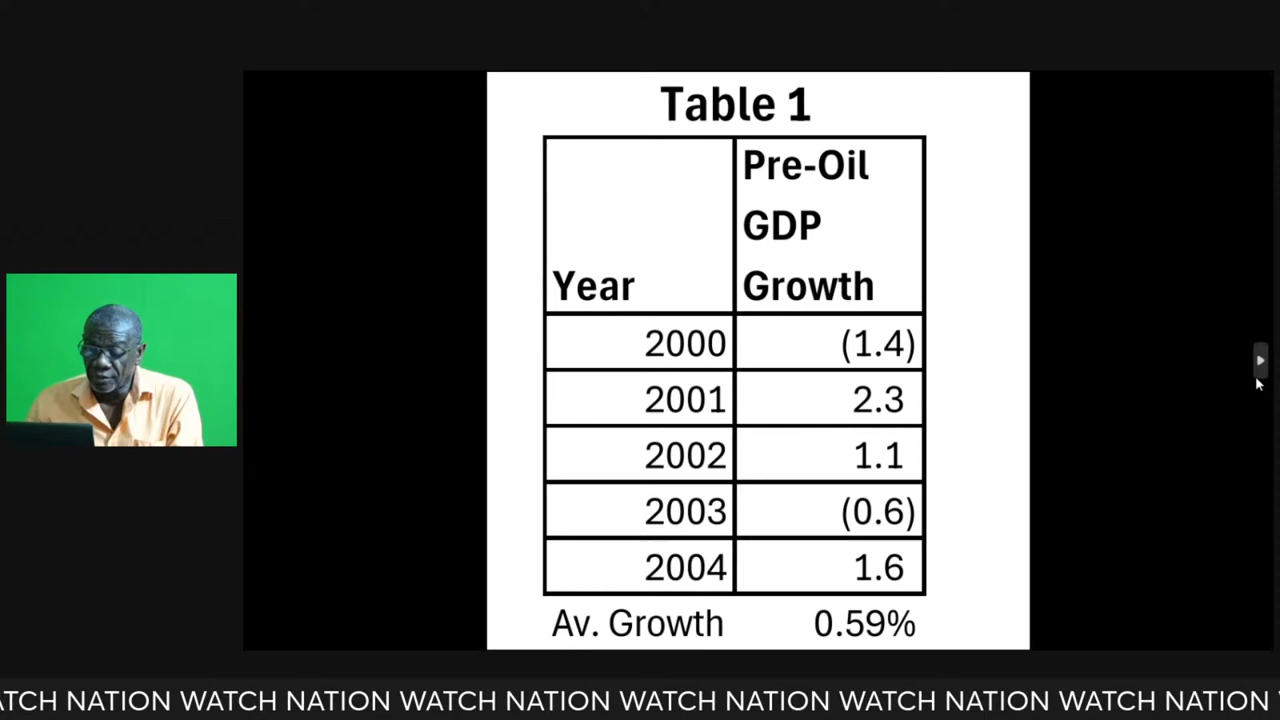 Table 1
Year Pre-Oil GDP Growth
2000 (1.4)
2001 2.3
2002 1.1
2003 (0.6)
2004 1.6
Av. Growth 0.59%
ATCH NATION WATCH NATION WATCH NATION WATCH NATION WATCH NATION WATCH NATION